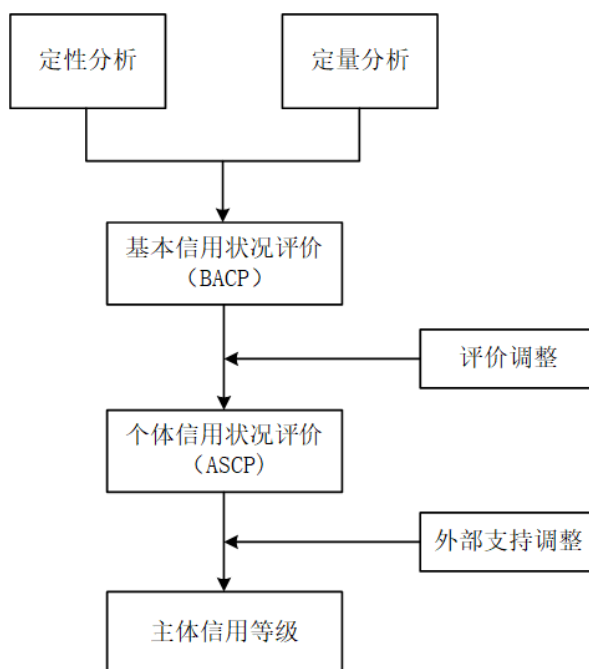 定性分析
定量分析
基本信用状况评价
（BACP）
评价调整
个体信用状况评价
（ASCP)
外部支持调整
主体信用等级